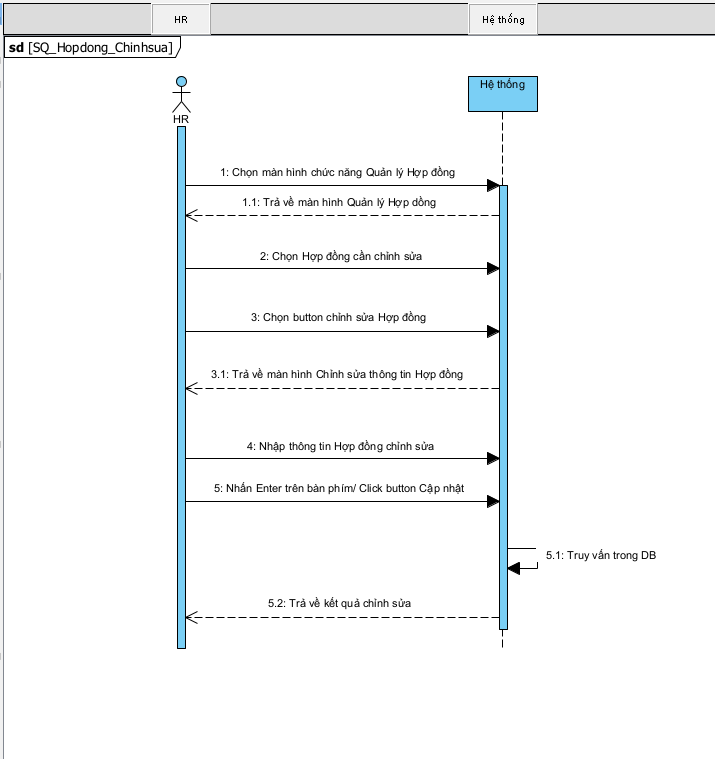 HR
Hệ thống
sd [SQ_Hopdong_Chinhsua]
Hệ thống
HR
1: Chọn màn hình chức năng Quản lý Hợp đồng
1.1: Trả về màn hình Quản lý Hợp dồng
2: Chọn Hợp đồng cần chỉnh sửa
3: Chọn button chỉnh sửa Hợp đồng
3.1: Trả về màn hình Chỉnh sửa thông tin Hợp đồng
4: Nhập thông tin Hợp đồng chỉnh sửa
5: Nhấn Enter trên bàn phím/ Click button Cập nhật
5.1: Truy vấn trong DB
5.2: Trả về kết quả chỉnh sửa